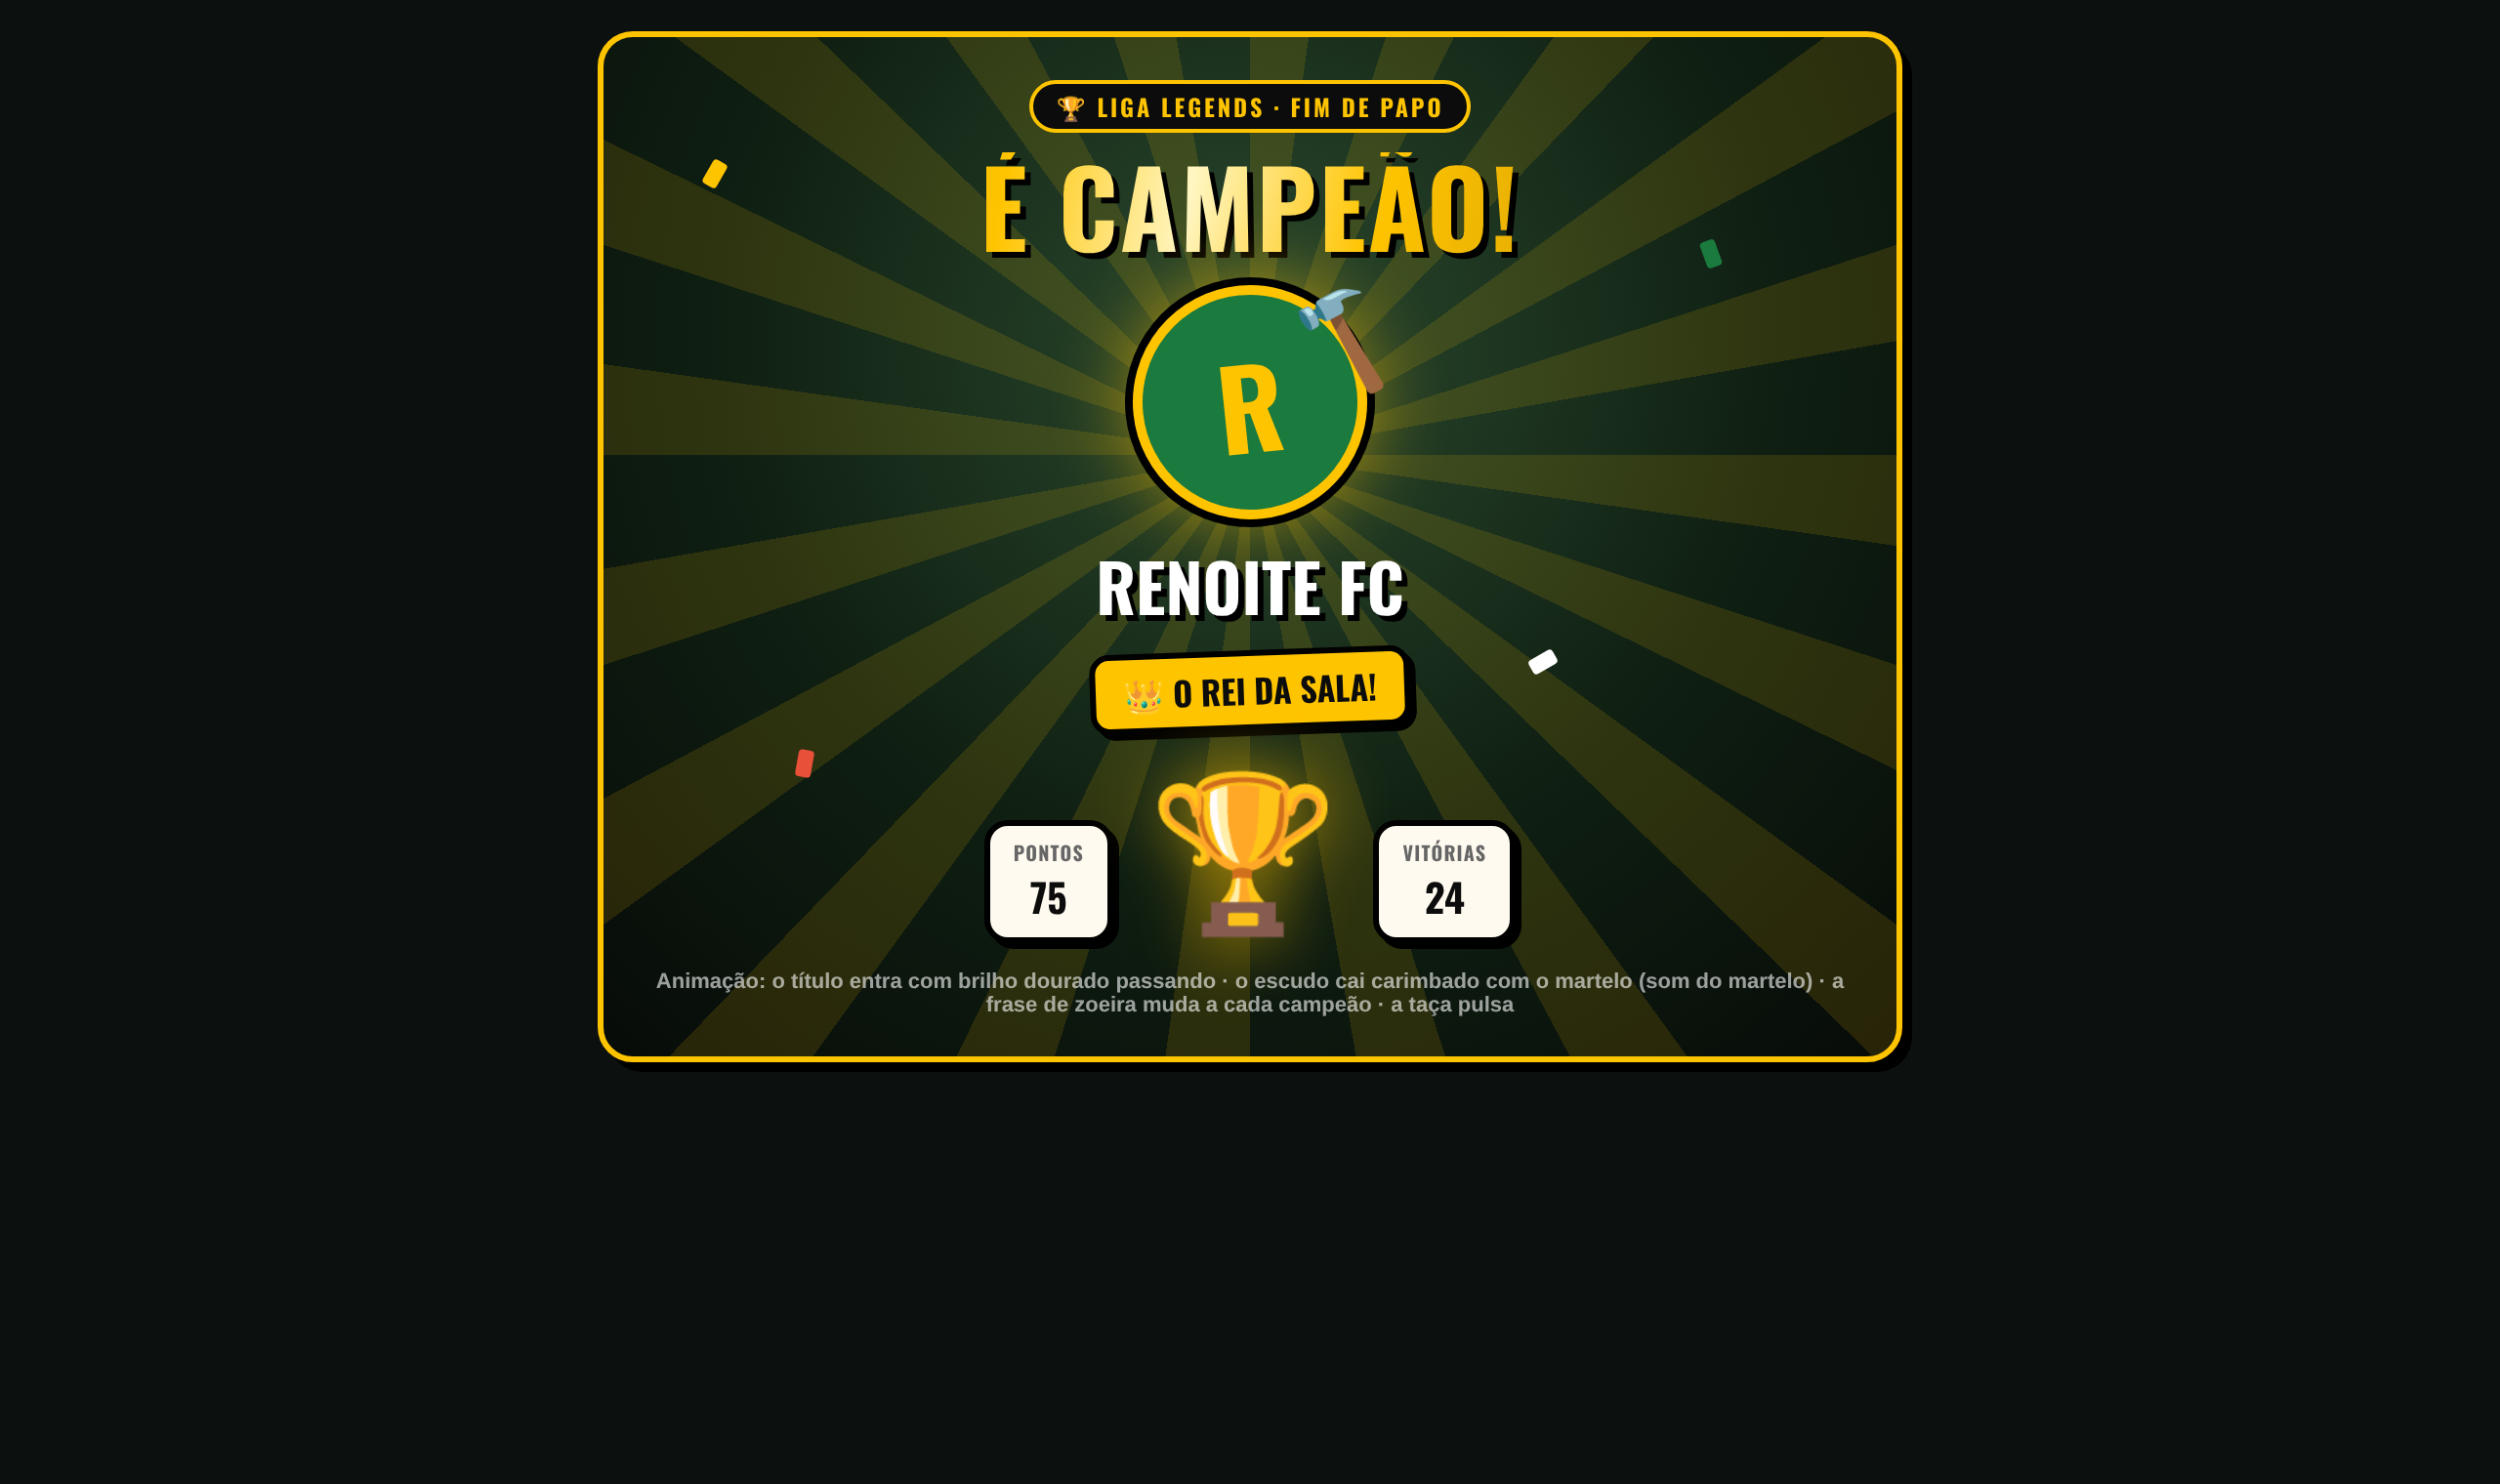 🏆 LIGA LEGENDS · FIM DE PAPO
É CAMPEÃO!
R
RENOITE FC
👑 O REI DA SALA!
PONTOS
75
VITÓRIAS
24
Animação: o título entra com brilho dourado passando · o escudo cai carimbado com o martelo (som do martelo) · a
frase de zoeira muda a cada campeão · a taça pulsa